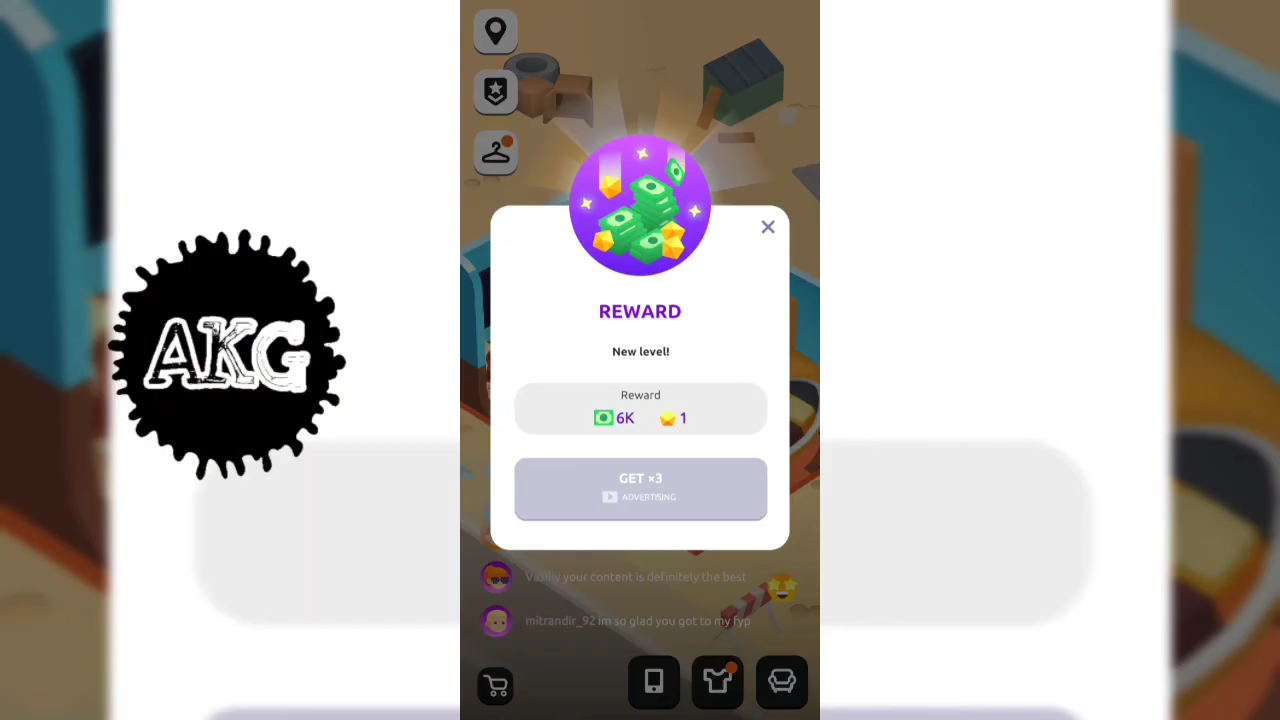 AKG
REWARD
New level!
Reward
6K 1
GET ×3
ADVERTISING
Vasiliy your content is definitely the best
mitrandir_92 im so glad you got to my fyp